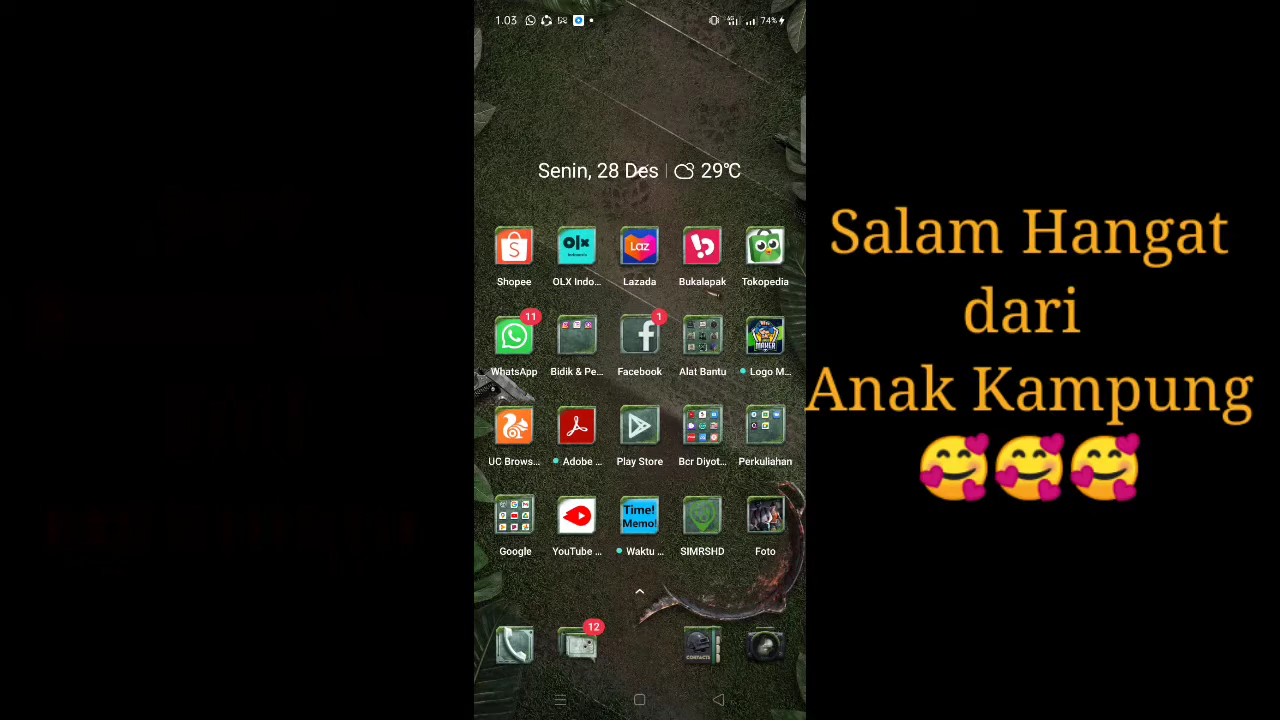 1.03
74%
Senin, 28 Des
29℃
Shopee
OLX Indo...
Lazada
Bukalapak
Tokopedia
11
1
WhatsApp
Bidik & Pe...
Facebook
Alat Bantu
Logo M...
UC Brows...
Adobe ...
Play Store
Bcr Diyot...
Perkuliahan
Time!
Memo!
Google
YouTube ...
Waktu ...
SIMRSHD
Foto
12
CONTACTS
Salam Hangat
dari
Anak Kampung